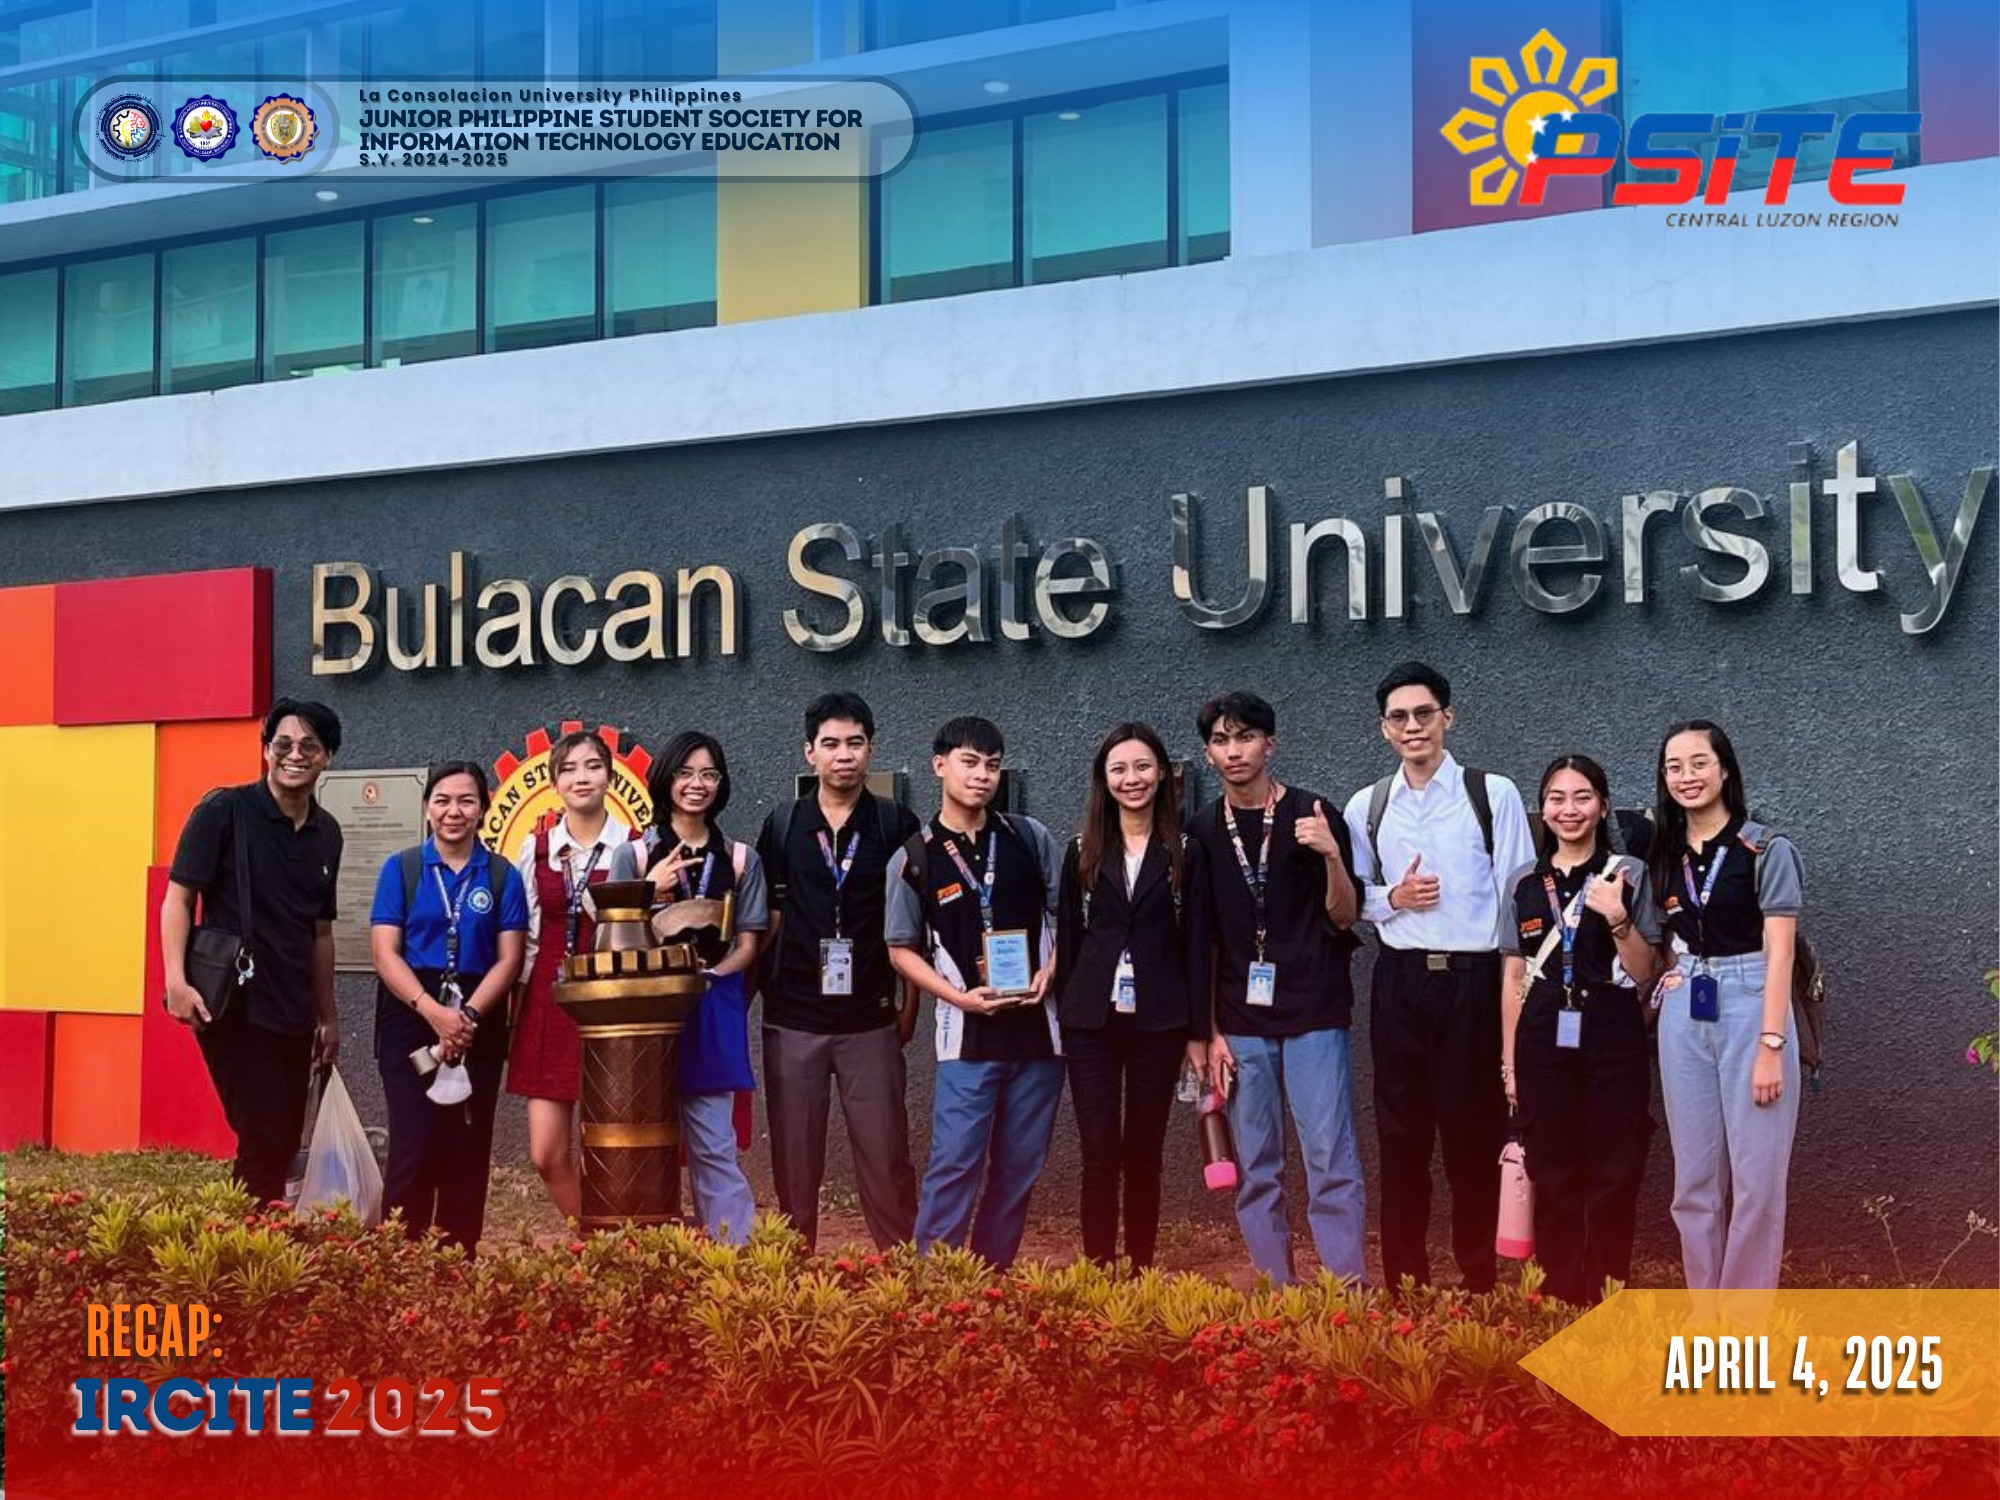 La Consolacion University Philippines
JUNIOR PHILIPPINE STUDENT SOCIETY FOR
INFORMATION TECHNOLOGY EDUCATION
S.Y. 2024-2025
PSiTE
CENTRAL LUZON REGION
Bulacan State University
RECAP:
IRCITE 2025
APRIL 4, 2025